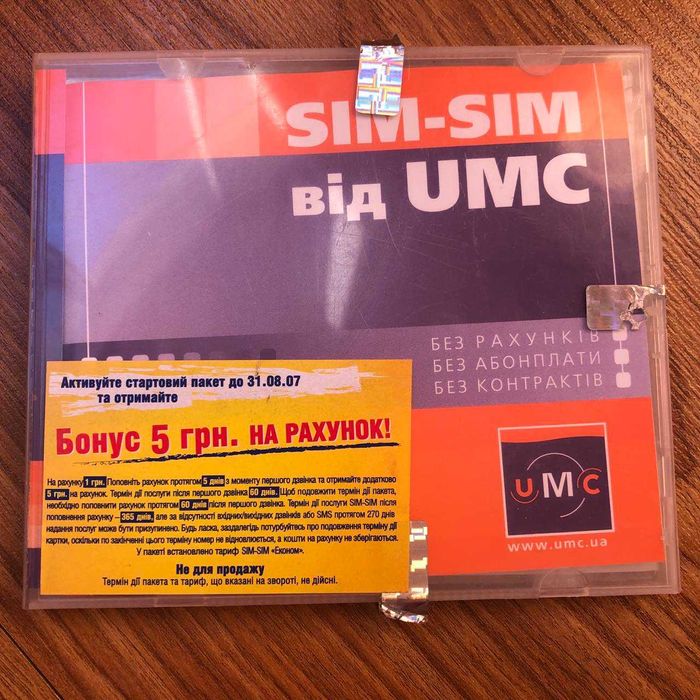 SIM-SIM
від UMC
БЕЗ РАХУНКІВ
БЕЗ АБОНПЛАТИ
БЕЗ КОНТРАКТІВ
Активуйте стартовий пакет до 31.08.07
та отримайте
Бонус 5 грн. НА РАХУНОК!
На рахунку 1 грн. Поповніть рахунок протягом 5 днів з моменту першого дзвінка та отримайте додатково
5 грн. на рахунок. Термін дії послуги після першого дзвінка 60 днів. Щоб подовжити термін дії пакета,
необхідно поповнити рахунок протягом 60 днів після першого дзвінка. Термін дії послуги SIM-SIM після
поповнення рахунку – 365 днів, але за відсутності вхідних/вихідних дзвінків або SMS протягом 270 днів
надання послуг може бути призупинено. Будь ласка, заздалегідь потурбуйтесь про подовження терміну дії
картки, оскільки по закінченні цього терміну номер не відновлюється, а кошти на рахунку не зберігаються.
У пакеті встановлено тариф SIM-SIM «Економ».
Не для продажу
Термін дії пакета та тариф, що вказані на звороті, не дійсні.
UMC
www.umc.ua